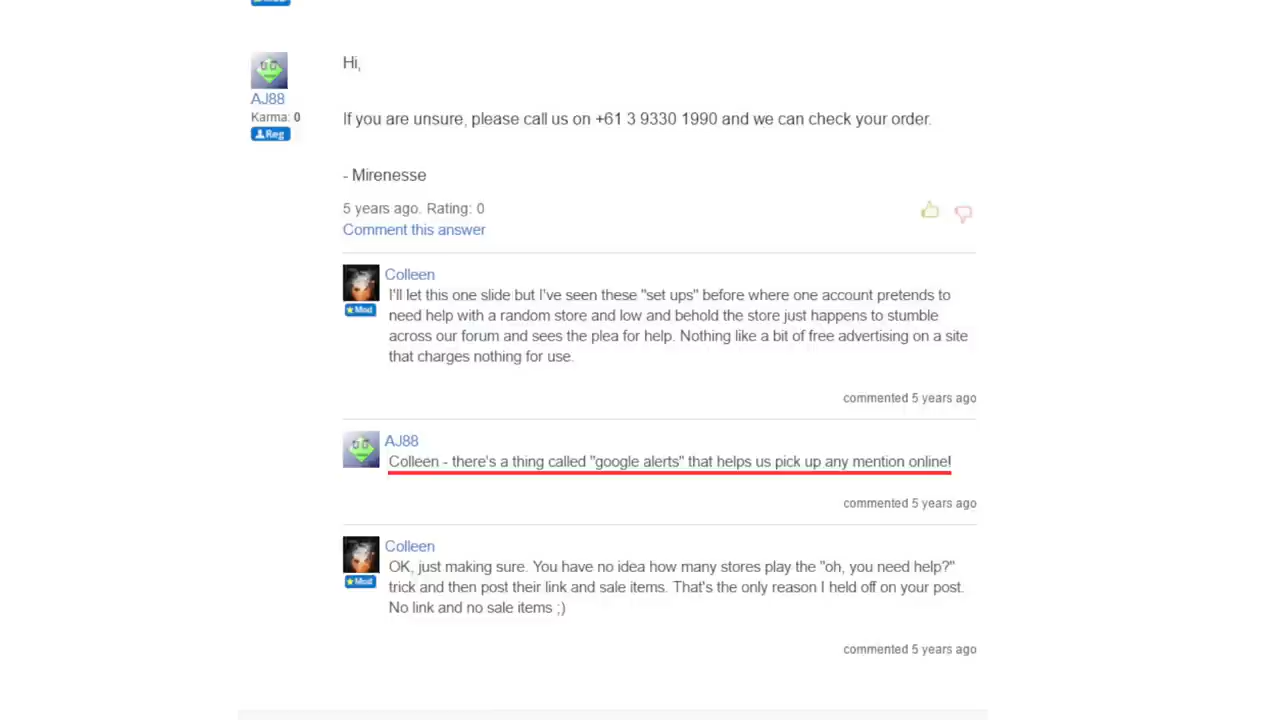 Hi,
AJ88
Karma: 0
Reg
If you are unsure, please call us on +61 3 9330 1990 and we can check your order.
- Mirenesse
5 years ago. Rating: 0
Comment this answer
Colleen
Mod
I'll let this one slide but I've seen these "set ups" before where one account pretends to
need help with a random store and low and behold the store just happens to stumble
across our forum and sees the plea for help. Nothing like a bit of free advertising on a site
that charges nothing for use.
commented 5 years ago
AJ88
Colleen - there's a thing called "google alerts" that helps us pick up any mention online!
commented 5 years ago
Colleen
Mod
OK, just making sure. You have no idea how many stores play the "oh, you need help?"
trick and then post their link and sale items. That's the only reason I held off on your post.
No link and no sale items ;)
commented 5 years ago